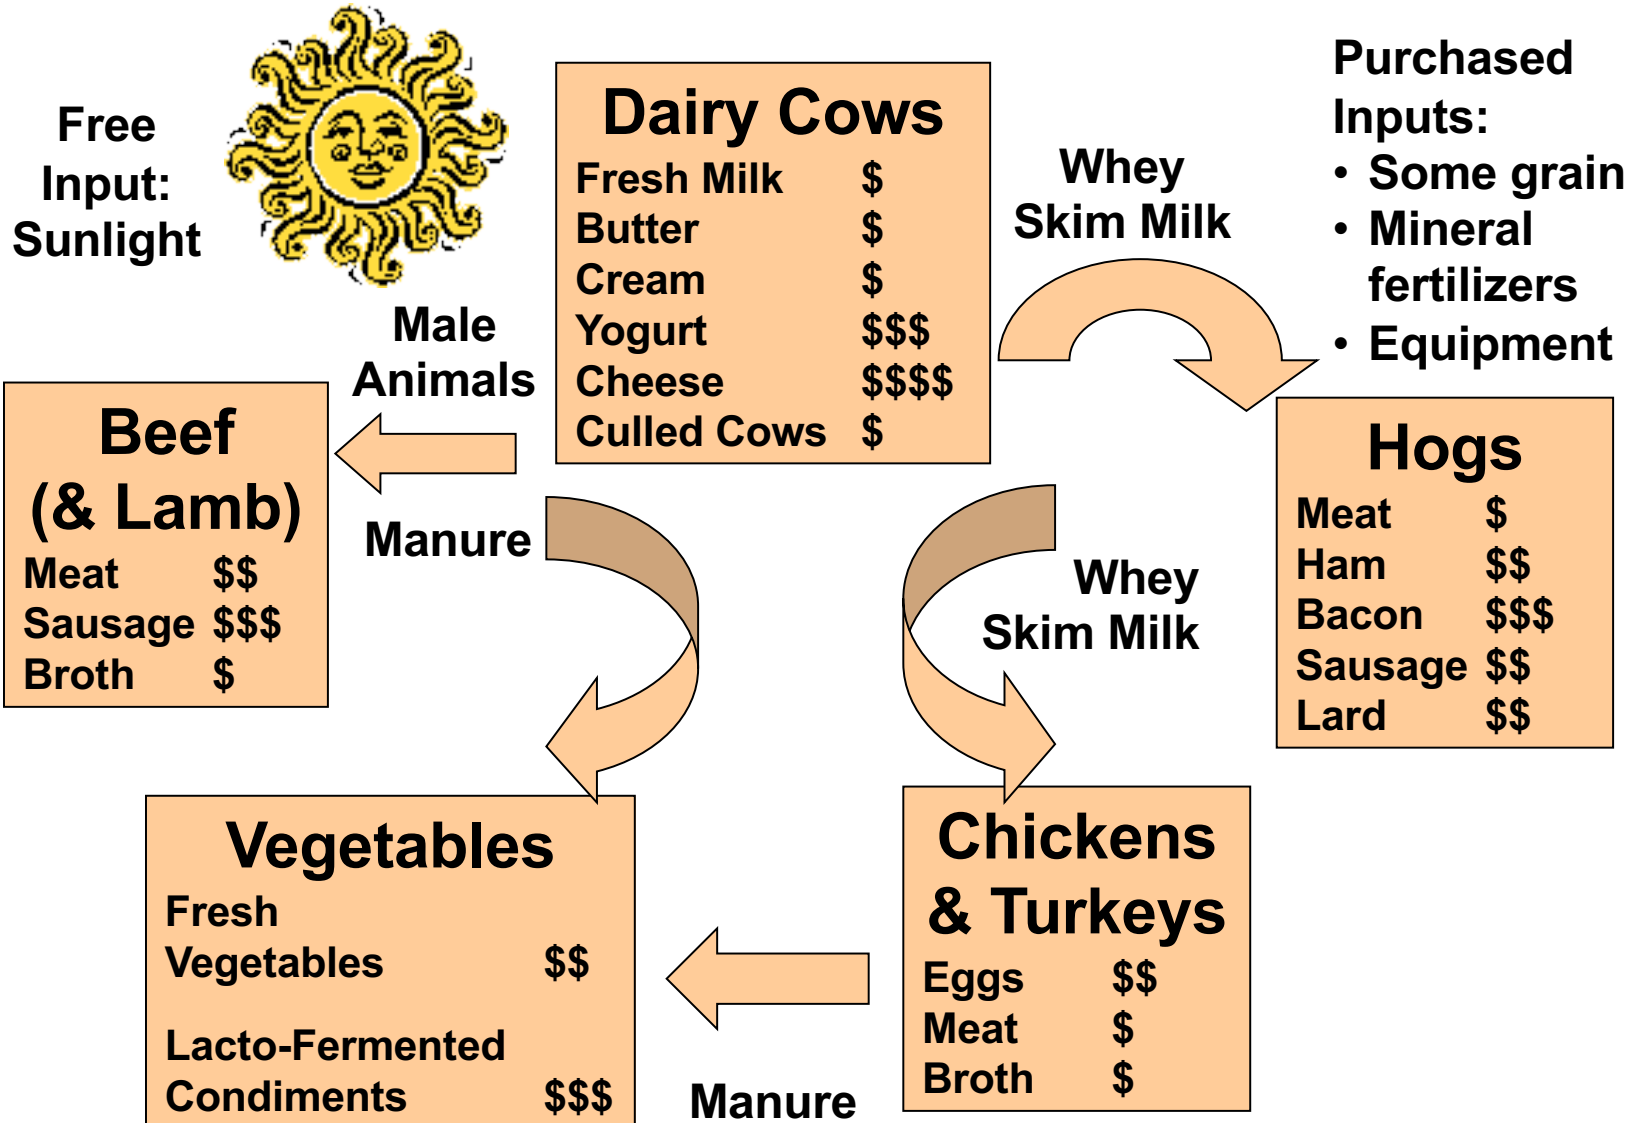 Free
Input:
Sunlight
Dairy Cows
Fresh Milk $
Butter $
Cream $
Yogurt $$$
Cheese $$$$
Culled Cows $
Whey
Skim Milk
Purchased
Inputs:
• Some grain
• Mineral
fertilizers
• Equipment
Male
Animals
Beef
(& Lamb)
Meat $$
Sausage $$$
Broth $
Manure
Whey
Skim Milk
Hogs
Meat $
Ham $$
Bacon $$$
Sausage $$
Lard $$
Vegetables
Fresh
Vegetables $$
Lacto-Fermented
Condiments $$$
Manure
Chickens
& Turkeys
Eggs $$
Meat $
Broth $